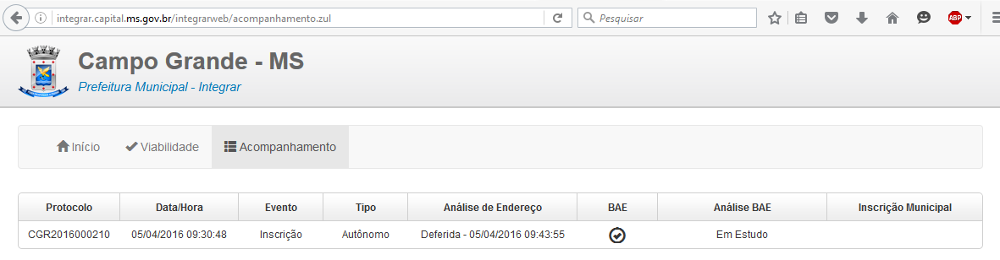 integrar.capital.ms.gov.br/integrarweb/acompanhamento.zul
Pesquisar
ABP
Campo Grande - MS
Prefeitura Municipal - Integrar
Início Viabilidade Acompanhamento
Protocolo Data/Hora Evento Tipo Análise de Endereço BAE Análise BAE Inscrição Municipal
CGR2016000210 05/04/2016 09:30:48 Inscrição Autônomo Deferida - 05/04/2016 09:43:55 Em Estudo